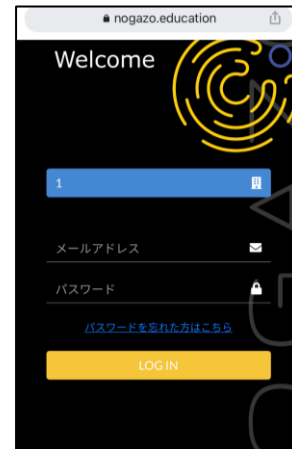 nogazo.education
Welcome
1
メールアドレス
パスワード
パスワードを忘れた方はこちら
LOG IN